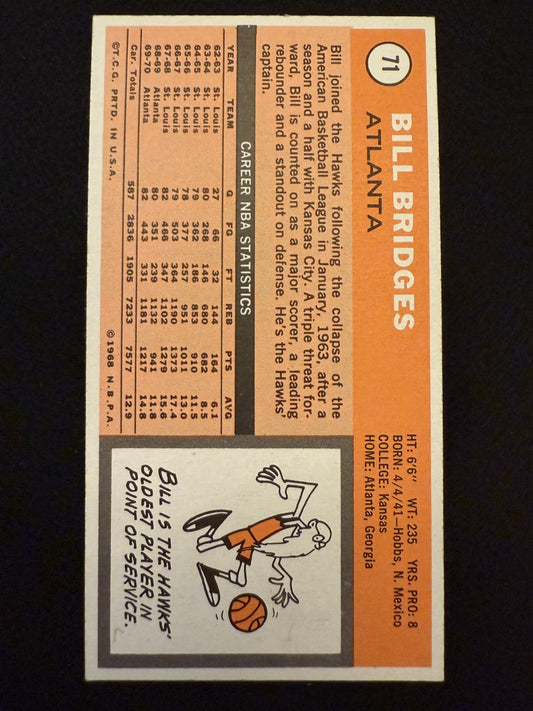 71
BILL BRIDGES
ATLANTA
HT: 6'6" WT: 235 YRS. PRO: 8
BORN: 4/4/41—Hobbs, N. Mexico
COLLEGE: Kansas
HOME: Atlanta, Georgia
Bill joined the Hawks following the collapse of the
American Basketball League in January, 1963, after a
season and a half with Kansas City. A triple threat for-
ward, Bill is counted on as a major scorer, a leading
rebounder and a standout on defense. He's the Hawks'
captain.
CAREER NBA STATISTICS
YEAR TEAM G FG FT REB PTS AVG
62-63 St. Louis 27 66 32 144 164 6.1
63-64 St. Louis 80 268 146 680 682 8.5
64-65 St. Louis 79 362 186 853 910 11.5
65-66 St. Louis 78 377 257 951 1011 13.0
66-67 St. Louis 79 503 364 1190 1373 17.4
67-68 St. Louis 82 466 347 1102 1279 15.6
68-69 Atlanta 80 351 239 1132 941 11.8
69-70 Atlanta 82 443 331 1181 1217 14.8
Car. Totals 587 2836 1905 7233 7577 12.9
©T.C.G. PRTD. IN U.S.A. ©1968 N.B.P.A.
BILL IS THE HAWKS'
OLDEST PLAYER IN
POINT OF SERVICE.